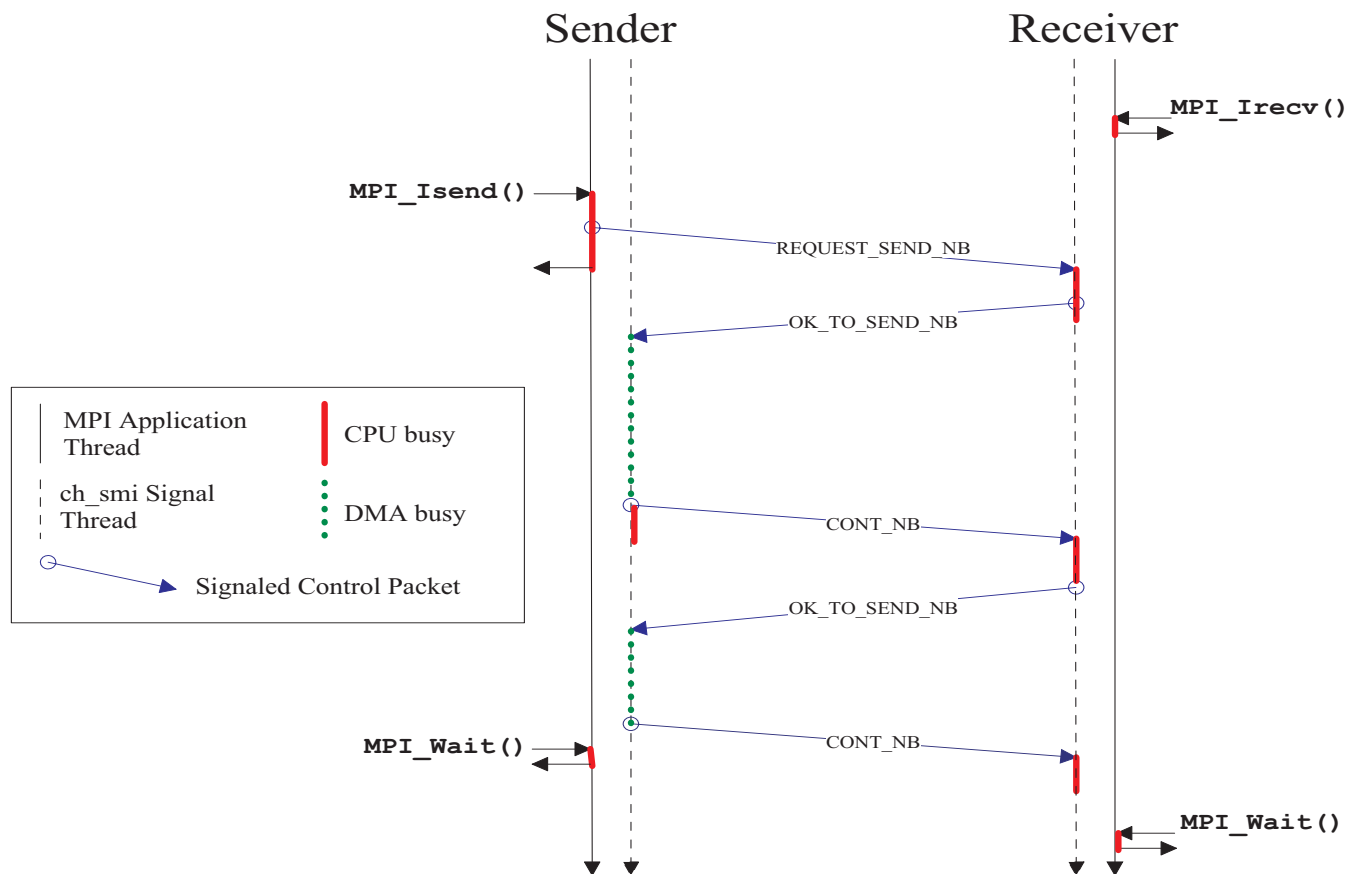 Sender
Receiver
MPI_Irecv()
MPI_Isend()
REQUEST_SEND_NB
OK_TO_SEND_NB
MPI Application
Thread
CPU busy
ch_smi Signal
Thread
DMA busy
Signaled Control Packet
CONT_NB
OK_TO_SEND_NB
MPI_Wait()
CONT_NB
MPI_Wait()